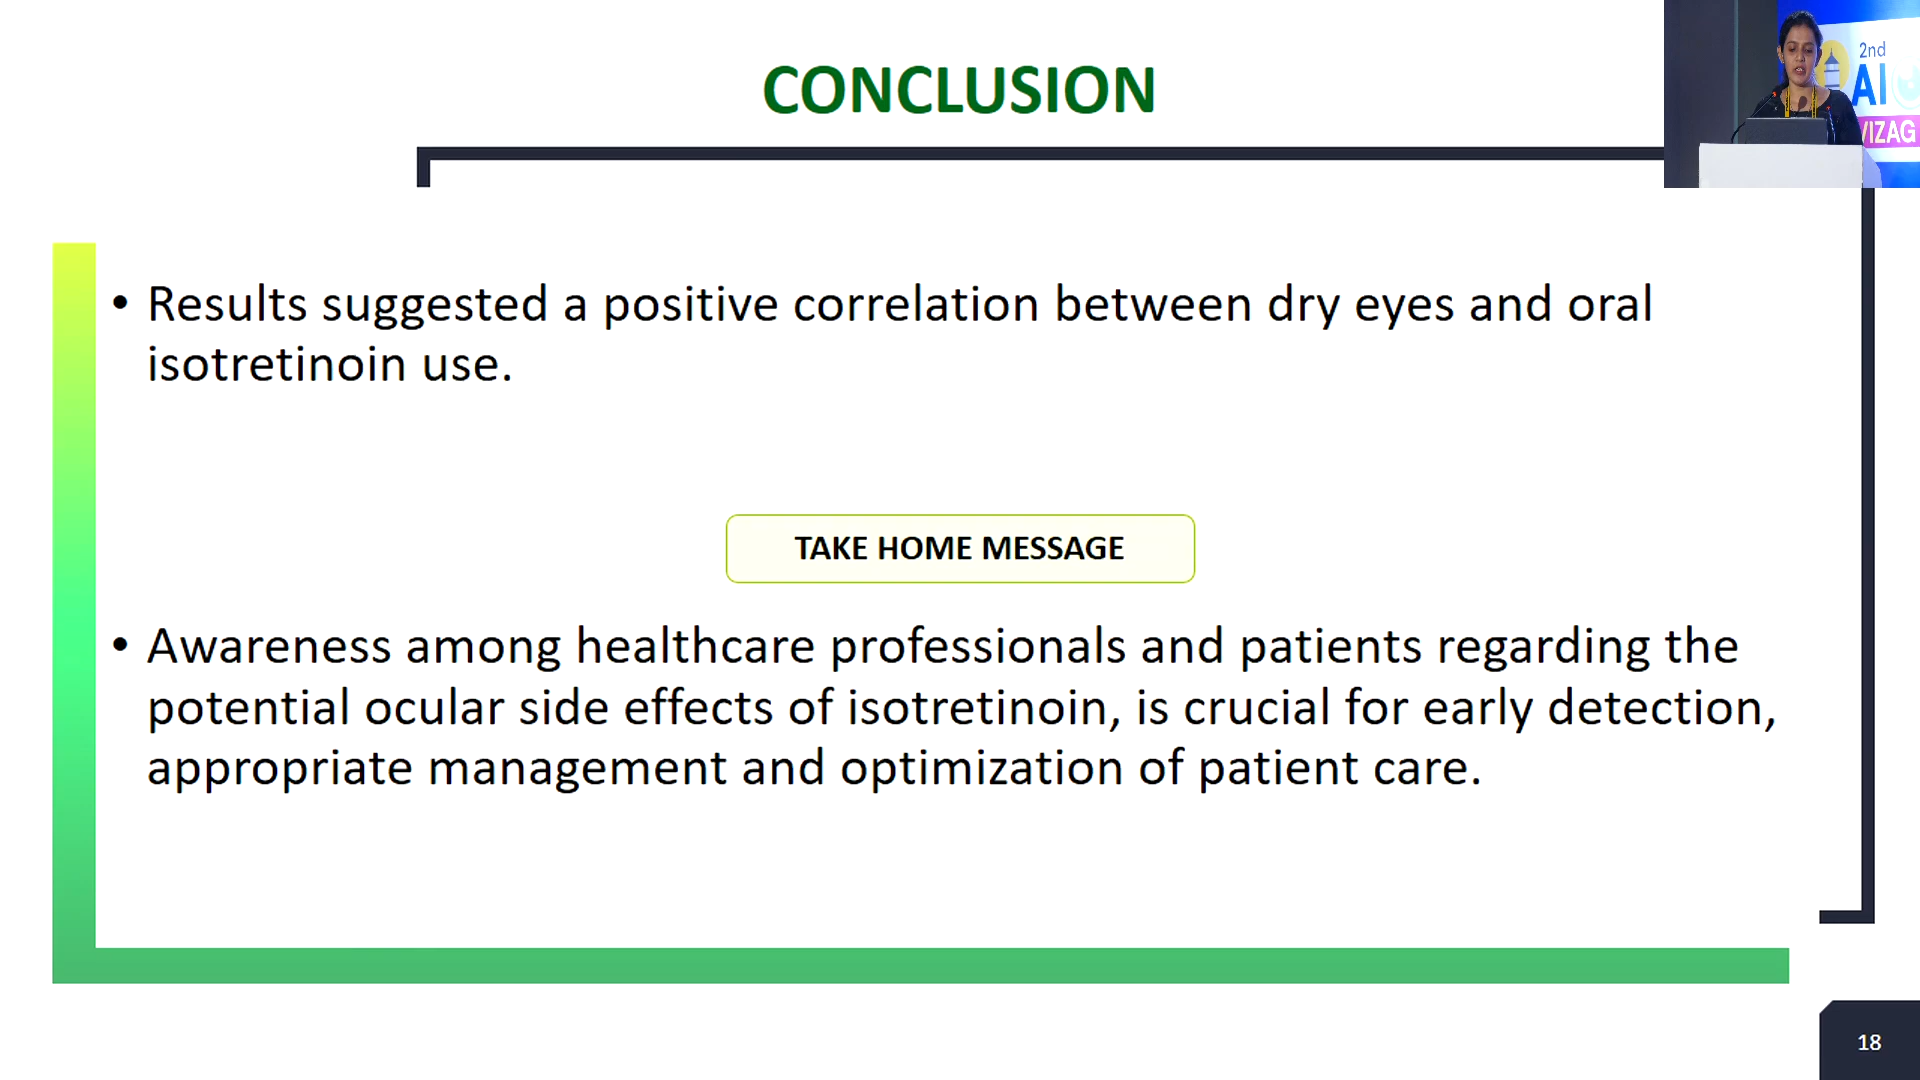 CONCLUSION
2nd
AI
VIZAG
• Results suggested a positive correlation between dry eyes and oral
isotretinoin use.
TAKE HOME MESSAGE
• Awareness among healthcare professionals and patients regarding the
potential ocular side effects of isotretinoin, is crucial for early detection,
appropriate management and optimization of patient care.
18